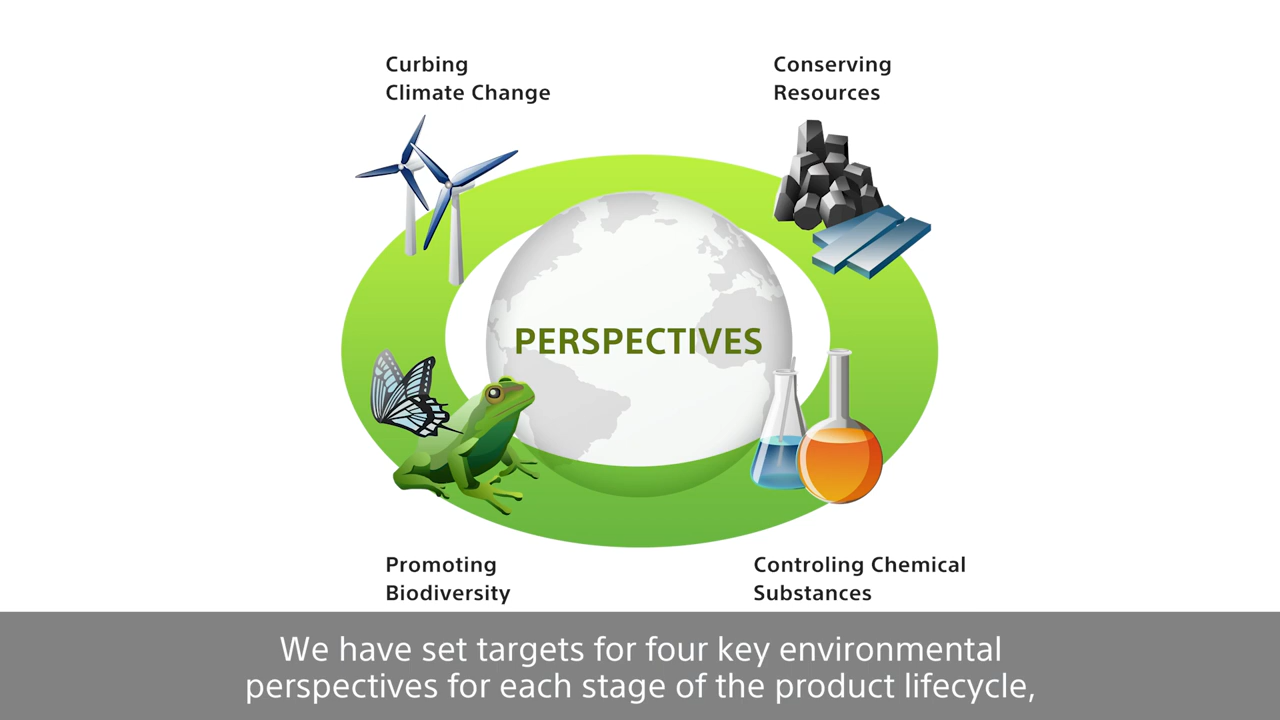 Curbing
Climate Change
Conserving
Resources
PERSPECTIVES
Promoting
Biodiversity
Controling Chemical
Substances
We have set targets for four key environmental
perspectives for each stage of the product lifecycle,